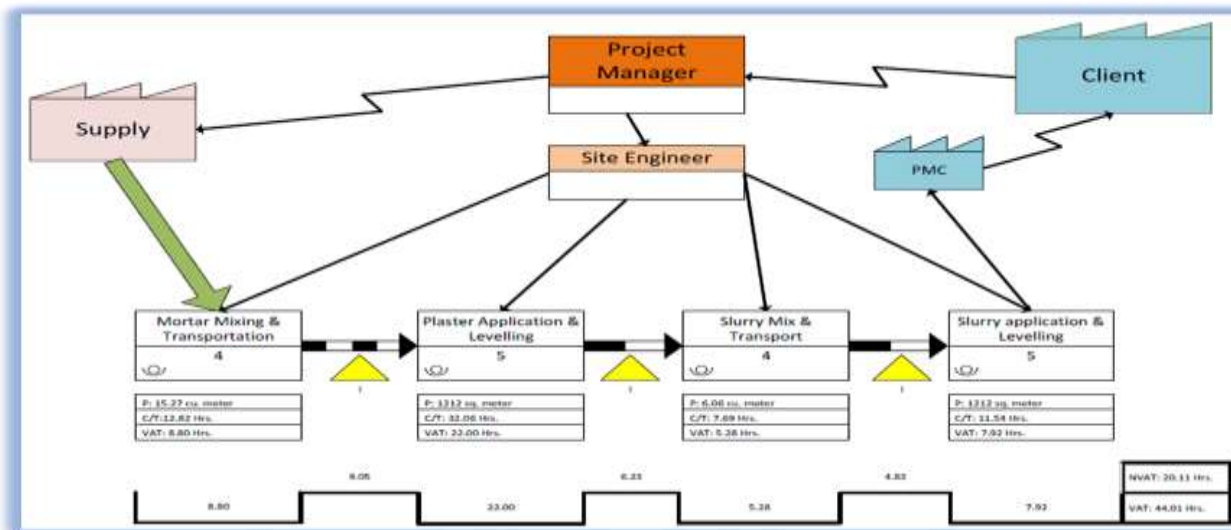 Project
Manager
Client
Supply
Site Engineer
PMC
Mortar Mixing &
Transportation
4
Plaster Application &
Levelling
5
Slurry Mix &
Transport
4
Slurry application &
Levelling
5
I
I
I
P: 15.27 cu. meter
C/T:12.82 Hrs.
VAT: 8.80 Hrs.
P: 1212 sq. meter
C/T: 32.06 Hrs.
VAT: 22.00 Hrs.
P: 6.06 cu. meter
C/T: 7.69 Hrs.
VAT: 5.28 Hrs.
P: 1212 sq. meter
C/T: 11.54 Hrs.
VAT: 7.92 Hrs.
6.23
4.83
NVAT: 20.11 Hrs.
8.80
22.00
5.28
7.92
VAT: 44.01 Hrs.